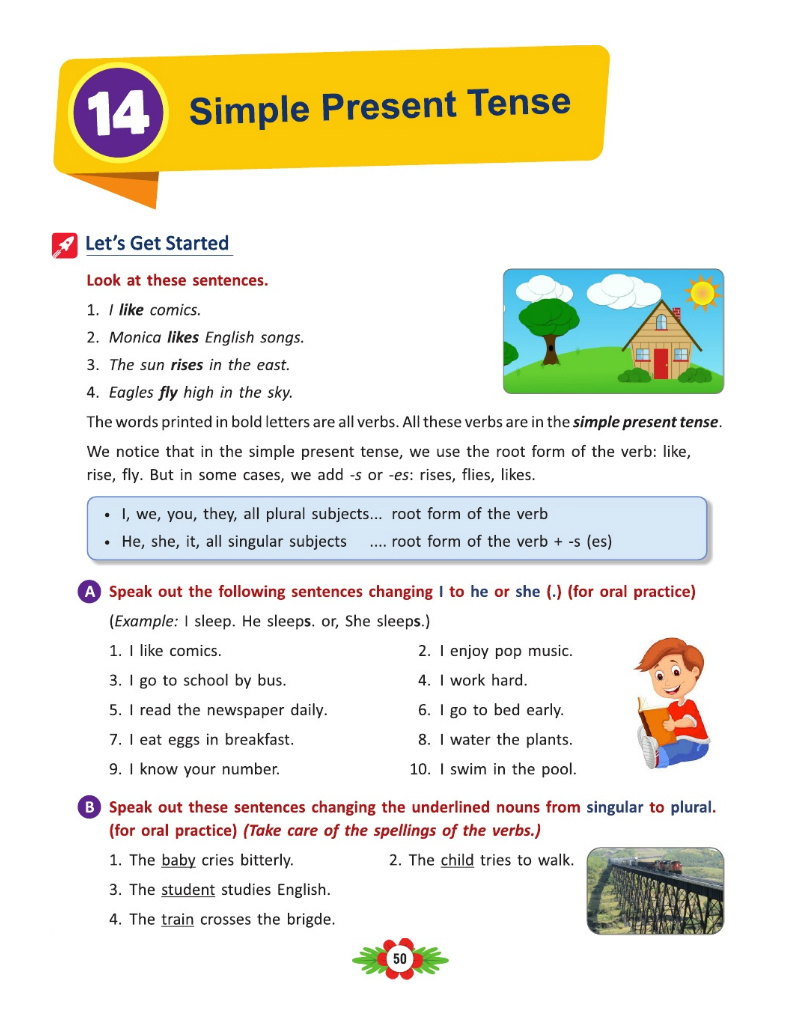 14
Simple Present Tense
Let's Get Started
Look at these sentences.
1. I like comics.
2. Monica likes English songs.
3. The sun rises in the east.
4. Eagles fly high in the sky.
The words printed in bold letters are all verbs. All these verbs are in the simple present tense.
We notice that in the simple present tense, we use the root form of the verb: like,
rise, fly. But in some cases, we add -s or -es: rises, flies, likes.
• I, we, you, they, all plural subjects... root form of the verb
• He, she, it, all singular subjects .... root form of the verb + -s (es)
A Speak out the following sentences changing I to he or she (.) (for oral practice)
(Example: I sleep. He sleeps. or, She sleeps.)
1. I like comics. 2. I enjoy pop music.
3. I go to school by bus. 4. I work hard.
5. I read the newspaper daily. 6. I go to bed early.
7. I eat eggs in breakfast. 8. I water the plants.
9. I know your number. 10. I swim in the pool.
B Speak out these sentences changing the underlined nouns from singular to plural.
(for oral practice) (Take care of the spellings of the verbs.)
1. The baby cries bitterly. 2. The child tries to walk.
3. The student studies English.
4. The train crosses the brigde.
50